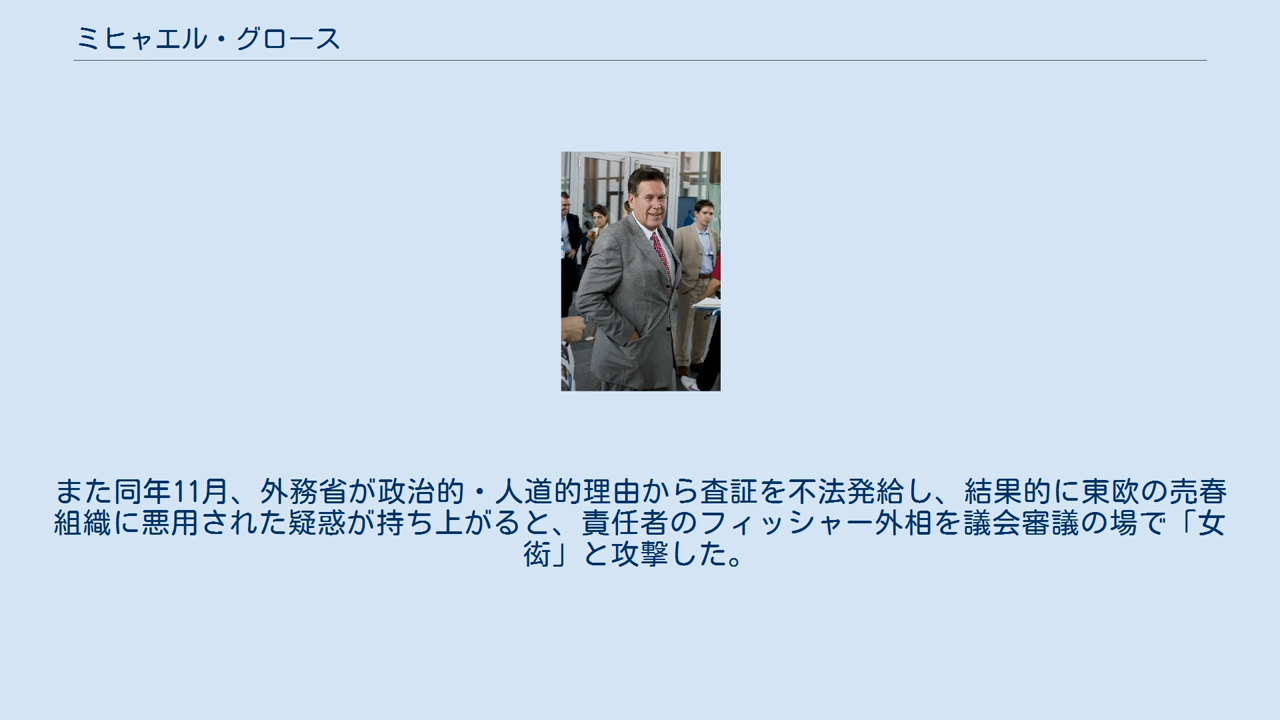 ミヒャエル・グロース
また同年11月、外務省が政治的・人道的理由から査証を不法発給し、結果的に東欧の売春
組織に悪用された疑惑が持ち上がると、責任者のフィッシャー外相を議会審議の場で「女
衒」と攻撃した。